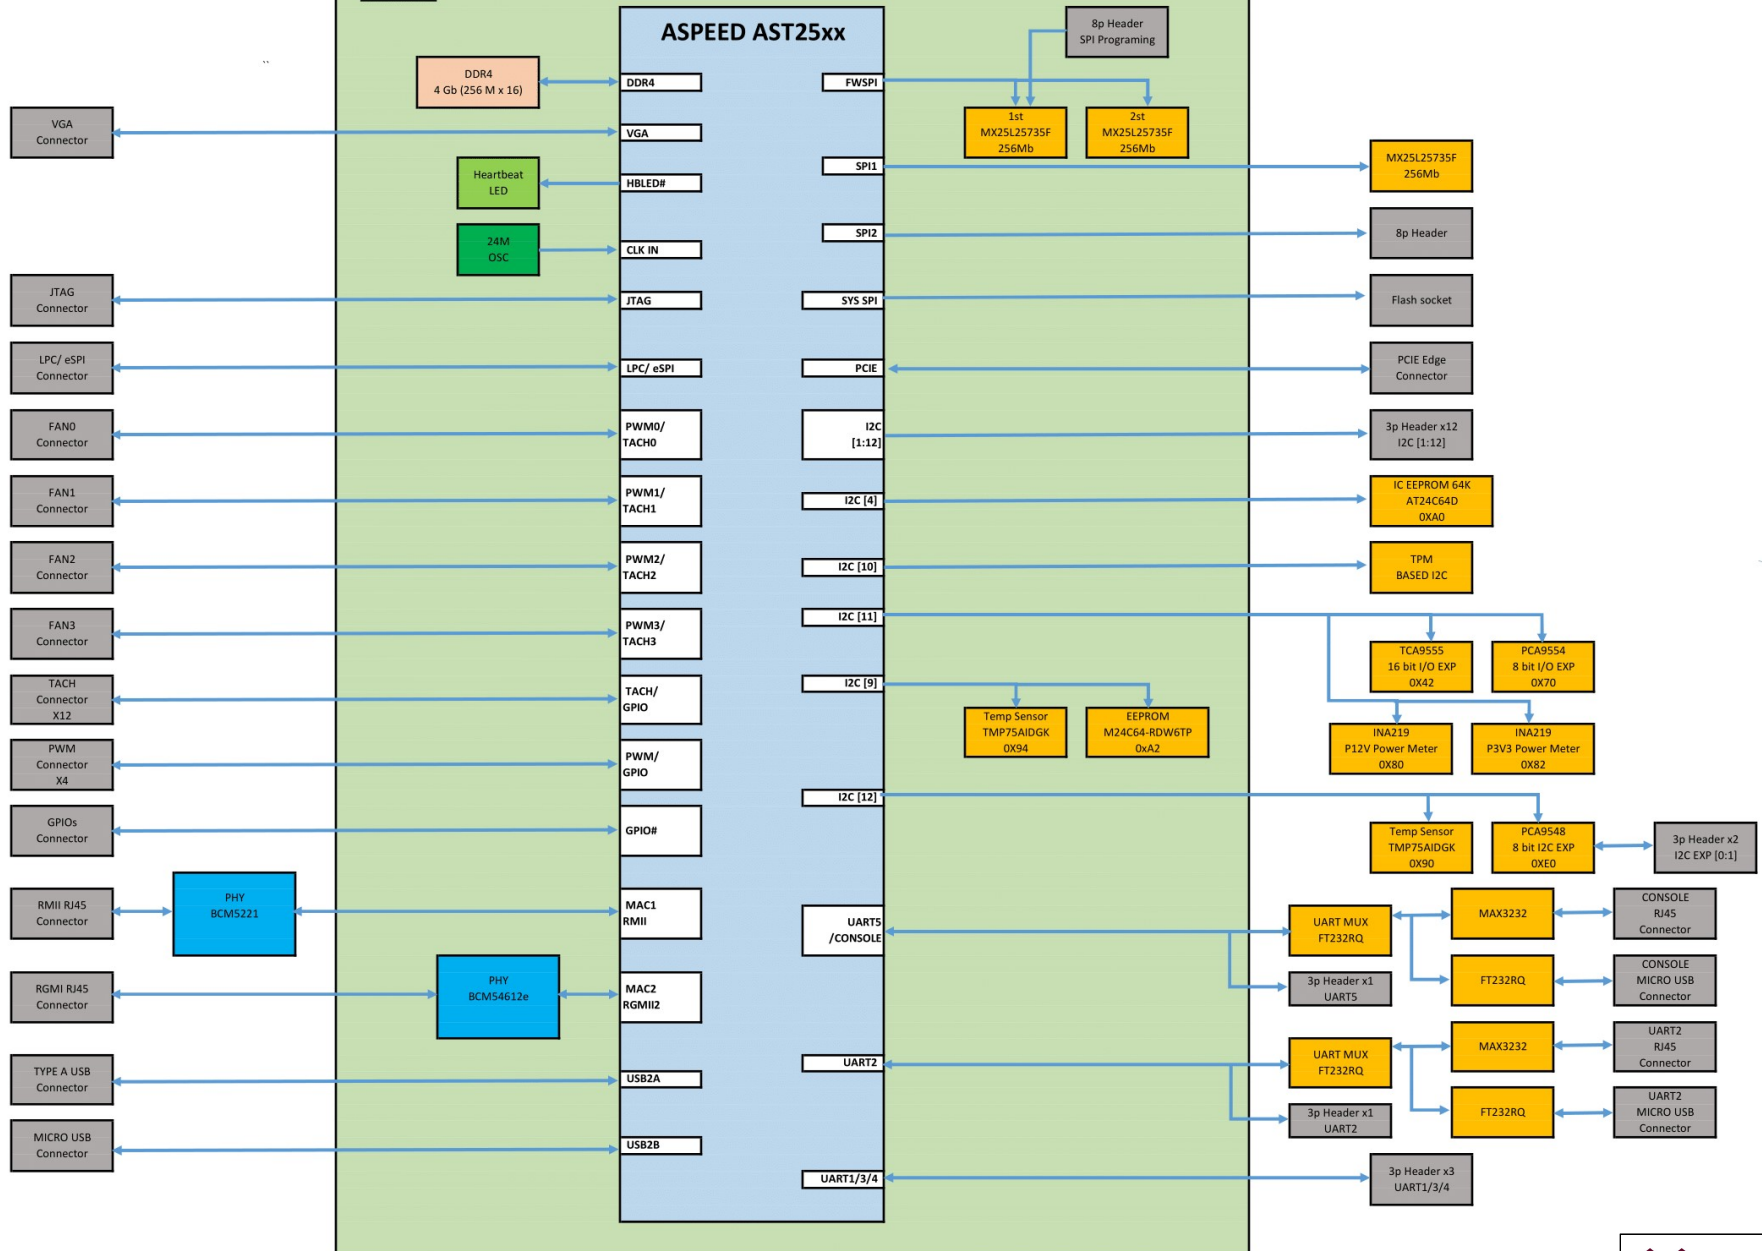 ASPEED AST25xx
8p Header
SPI Programing
DDR4
4 Gb (256 M x 16)
DDR4
FWSPI
VGA
Connector
VGA
1st
MX25L25735F
256Mb
2st
MX25L25735F
256Mb
SPI1
MX25L25735F
256Mb
Heartbeat
LED
HBLED#
24M
OSC
CLK IN
SPI2
8p Header
JTAG
Connector
JTAG
SYS SPI
Flash socket
LPC/ eSPI
Connector
LPC/ eSPI
PCIE
PCIE Edge
Connector
FAN0
Connector
PWM0/
TACH0
I2C
[1:12]
3p Header x12
I2C [1:12]
FAN1
Connector
PWM1/
TACH1
I2C [4]
IC EEPROM 64K
AT24C64D
0XA0
FAN2
Connector
PWM2/
TACH2
I2C [10]
TPM
BASED I2C
FAN3
Connector
PWM3/
TACH3
I2C [11]
TCA9555
16 bit I/O EXP
0X42
PCA9554
8 bit I/O EXP
0X70
TACH
Connector
X12
TACH/
GPIO
I2C [9]
Temp Sensor
TMP75AIDGK
0X94
EEPROM
M24C64-RDW6TP
0xA2
INA219
P12V Power Meter
0X80
INA219
P3V3 Power Meter
0X82
PWM
Connector
X4
PWM/
GPIO
I2C [12]
GPIOs
Connector
GPIO#
Temp Sensor
TMP75AIDGK
0X90
PCA9548
8 bit I2C EXP
0XE0
3p Header x2
I2C EXP [0:1]
RMII RJ45
Connector
PHY
BCM5221
MAC1
RMII
UART5
/CONSOLE
UART MUX
FT232RQ
MAX3232
CONSOLE
RJ45
Connector
3p Header x1
UART5
FT232RQ
CONSOLE
MICRO USB
Connector
RGMI RJ45
Connector
PHY
BCM54612e
MAC2
RGMII2
UART2
UART MUX
FT232RQ
MAX3232
UART2
RJ45
Connector
TYPE A USB
Connector
USB2A
3p Header x1
UART2
FT232RQ
UART2
MICRO USB
Connector
MICRO USB
Connector
USB2B
UART1/3/4
3p Header x3
UART1/3/4